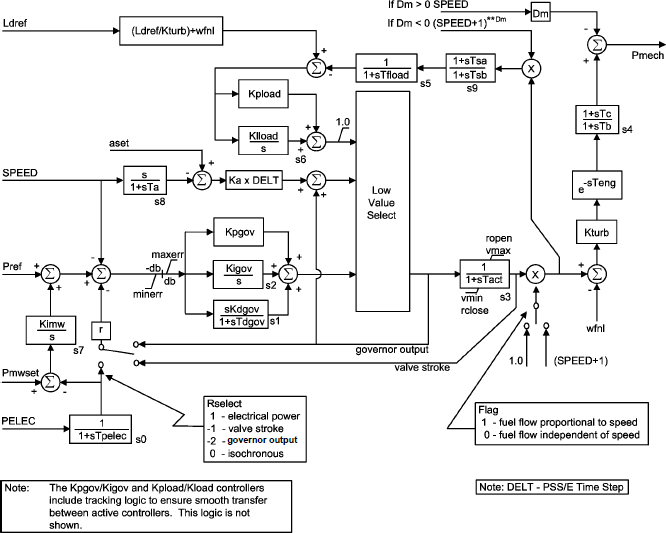 If Dm > 0 SPEED
Dm
If Dm < 0 (SPEED+1)**Dm
Ldref
(Ldref/Kturb)+wfnl
+
-
Σ
-
+
Σ
Pmech
1
1+sTfload
s5
1+sTsa
1+sTsb
s9
X
Kpload
Klload
s
s6
+
+
Σ
1.0
1+sTc
1+sTb
s4
aset
SPEED
s
1+sTa
s8
+
-
Σ
Ka x DELT
+
+
Σ
Low
Value
Select
e-sTeng
Kturb
Pref
+
+
Σ
-
+
-
Σ
maxerr
-db
db
minerr
Kpgov
Kigov
s
s2
sKdgov
1+sTdgov
s1
+
+
+
Σ
ropen
vmax
1
1+sTact
s3
vmin
rclose
X
+
-
Σ
wfnl
Kimw
s
s7
r
governor output
valve stroke
1.0
(SPEED+1)
Pmwset
+
-
Σ
PELEC
1
1+sTpelec
s0
Rselect
1 - electrical power
-1 - valve stroke
-2 - governor output
0 - isochronous
Flag
1 - fuel flow proportional to speed
0 - fuel flow independent of speed
Note: The Kpgov/Kigov and Kpload/Kload controllers
include tracking logic to ensure smooth transfer
between active controllers. This logic is not
shown.
Note: DELT - PSS/E Time Step